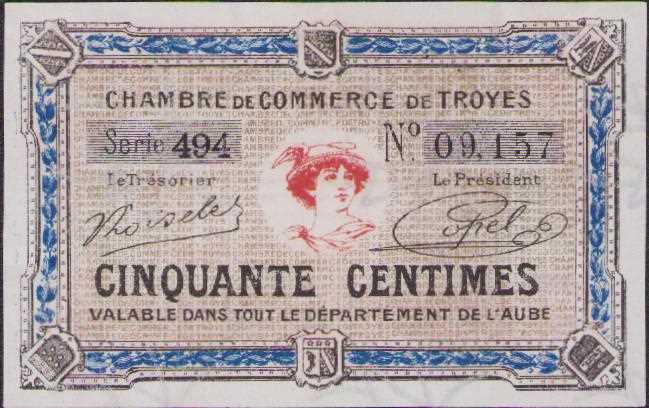 CHAMBRE DE COMMERCE DE TROYES
Serie 494 Nº 09,157
Le Trésorier Le Président
CINQUANTE CENTIMES
VALABLE DANS TOUT LE DÉPARTEMENT DE L'AUBE